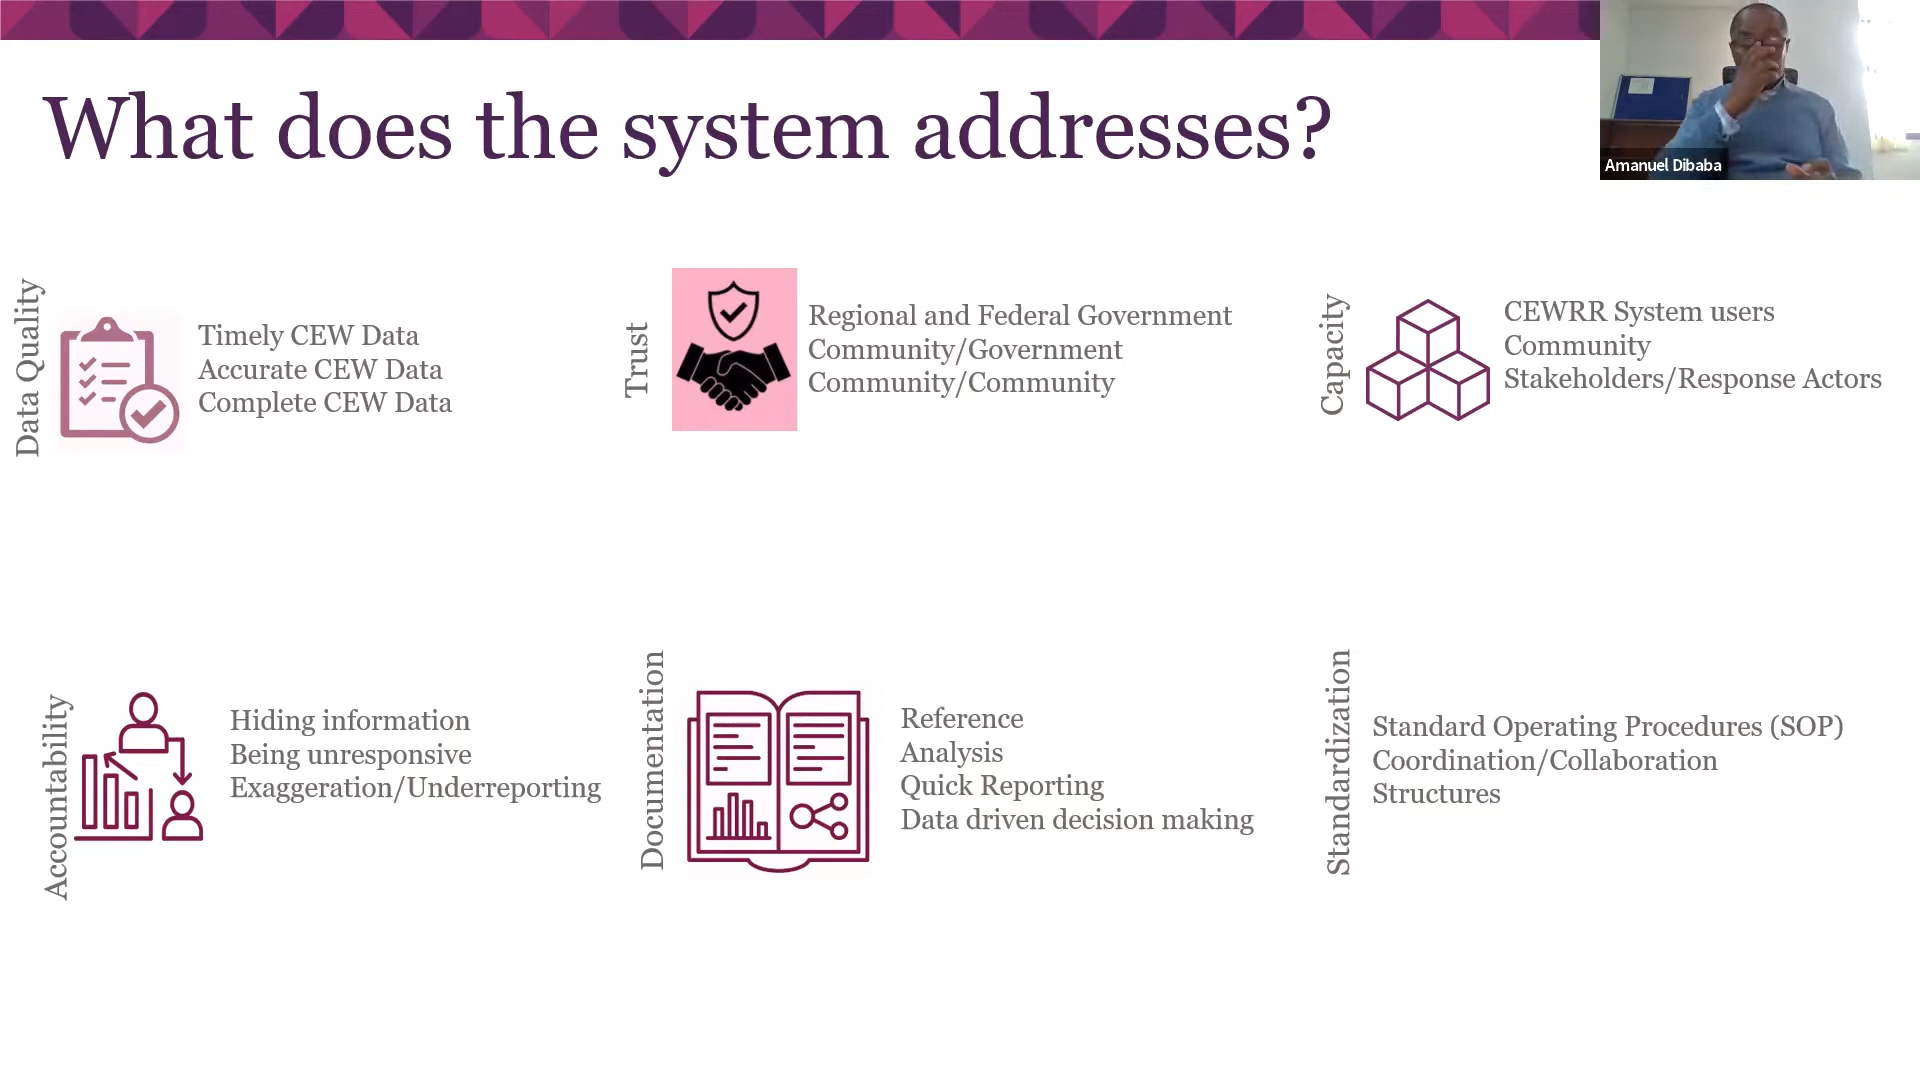 What does the system addresses?
Amanuel Dibaba
Data Quality
Timely CEW Data
Accurate CEW Data
Complete CEW Data
Trust
Regional and Federal Government
Community/Government
Community/Community
Capacity
CEWRR System users
Community
Stakeholders/Response Actors
Accountability
Hiding information
Being unresponsive
Exaggeration/Underreporting
Documentation
Reference
Analysis
Quick Reporting
Data driven decision making
Standardization
Standard Operating Procedures (SOP)
Coordination/Collaboration
Structures